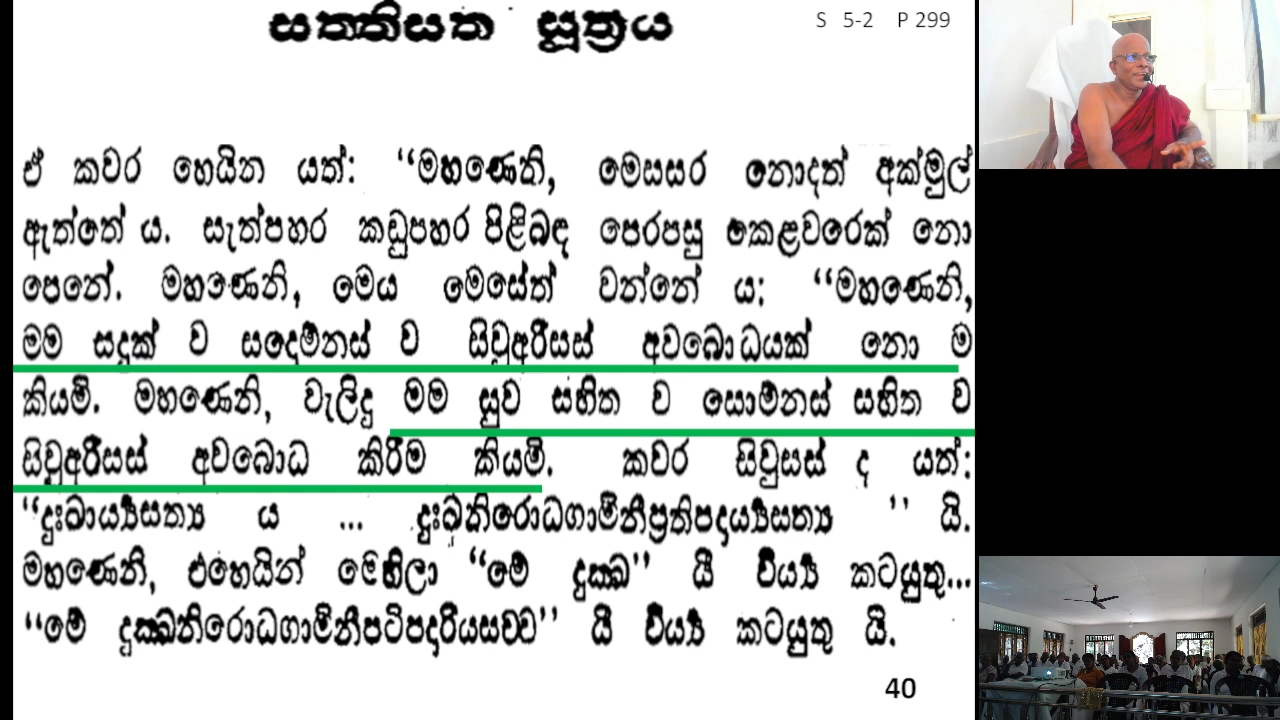 සත්තිසත සූත්‍රය
S 5-2 P 299
ඒ කවර හෙයින යත්: “මහණෙනි, මෙසසර නොදත් අක්මුල්
ඇත්තේ ය. සැත්පහර කඩුපහර පිළිබඳ පෙරපසු කෙළවරෙක් නො
පෙනේ. මහණෙනි, මෙය මෙසේත් වන්නේ ය: “මහණෙනි,
මම සදුක් ව සදොම්නස් ව සිවුඅරිසස් අවබොධයක් නො ම
කියමි. මහණෙනි, වැලිදු මම සුව සහිත ව සොම්නස් සහිත ව
සිවුඅරිසස් අවබොධ කිරීම කියමි. කවර සිවුසස් ද යත්:
“දුඃඛාර්‍ය්‍යසත්‍ය ය ... දුඃඛනිරොධගාමිනීප්‍රතිපදාර්‍ය්‍යසත්‍ය ” යි.
මහණෙනි, එහෙයින් මෙහිලා “මේ දුක්ඛ” යී වීර්‍ය්‍ය කටයුතු...
“මේ දුක්ඛනිරොධගාමිනීපටිපදාරියසච්ච” යී වීර්‍ය්‍ය කටයුතු යි.
40